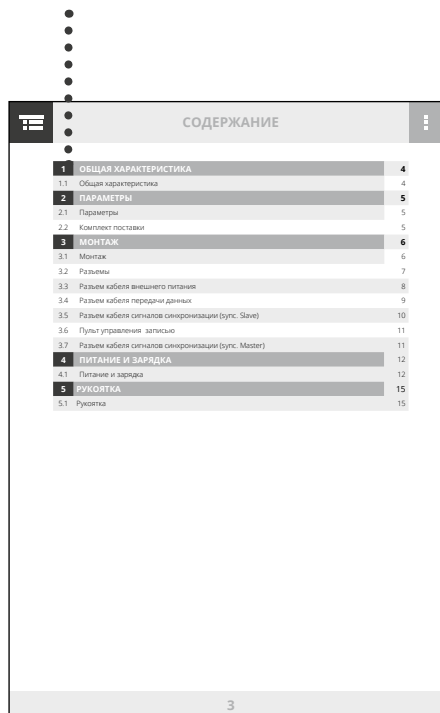 СОДЕРЖАНИЕ
1 ОБЩАЯ ХАРАКТЕРИСТИКА 4
1.1 Общая характеристика 4
2 ПАРАМЕТРЫ 5
2.1 Параметры 5
2.2 Комплект поставки 5
3 МОНТАЖ 6
3.1 Монтаж 6
3.2 Разъемы 7
3.3 Разъем кабеля внешнего питания 8
3.4 Разъем кабеля передачи данных 9
3.5 Разъем кабеля сигналов синхронизации (sync. Slave) 10
3.6 Пульт управления записью 11
3.7 Разъем кабеля сигналов синхронизации (sync. Master) 11
4 ПИТАНИЕ И ЗАРЯДКА 12
4.1 Питание и зарядка 12
5 РУКОЯТКА 15
5.1 Рукоятка 15
3